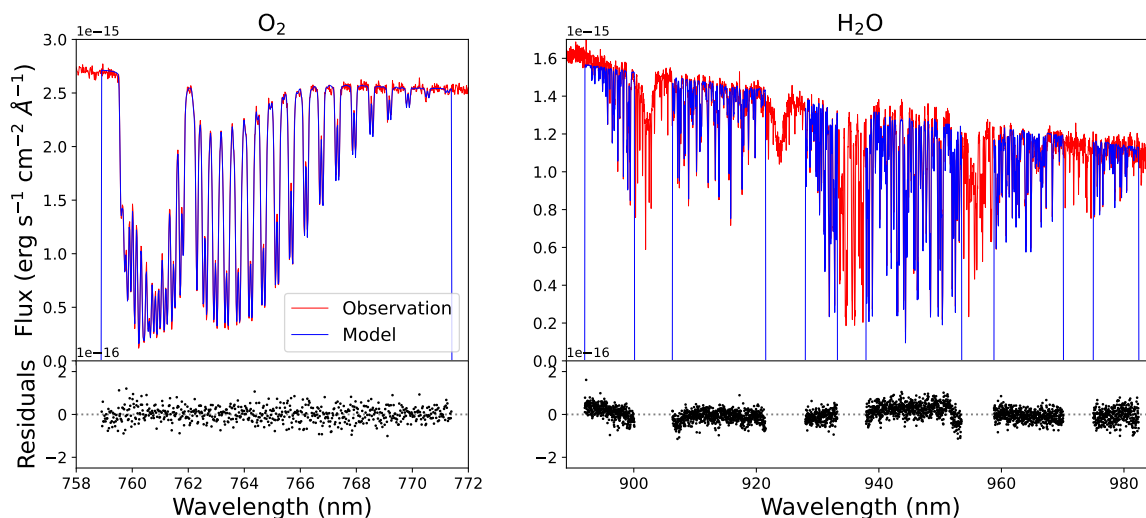 O₂
H₂O
1e−15
1e−15
Flux (erg s⁻¹ cm⁻² Å⁻¹)
3.0
2.5
2.0
1.5
1.0
0.5
0.0
1.6
1.4
1.2
1.0
0.8
0.6
0.4
0.2
0.0
Observation
Model
1e−16
1e−16
Residuals
2
0
−2
2
0
−2
758 760 762 764 766 768 770 772
900 920 940 960 980
Wavelength (nm)
Wavelength (nm)